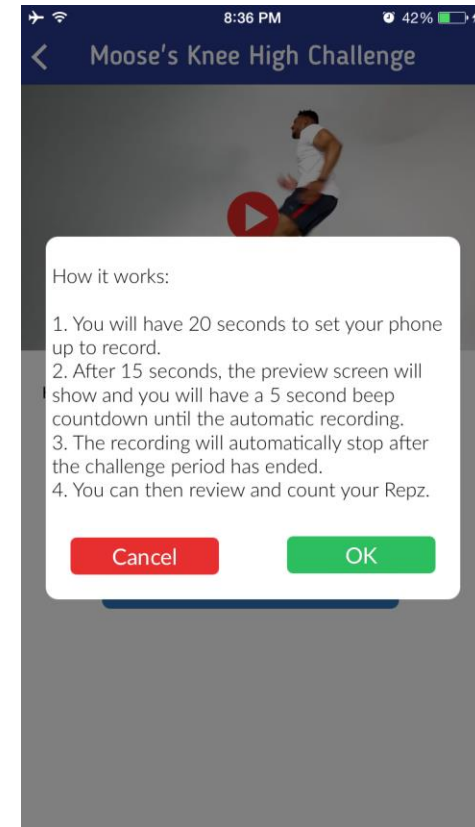 8:36 PM
42%
Moose's Knee High Challenge
How it works:
1. You will have 20 seconds to set your phone
up to record.
2. After 15 seconds, the preview screen will
show and you will have a 5 second beep
countdown until the automatic recording.
3. The recording will automatically stop after
the challenge period has ended.
4. You can then review and count your Repz.
Cancel
OK